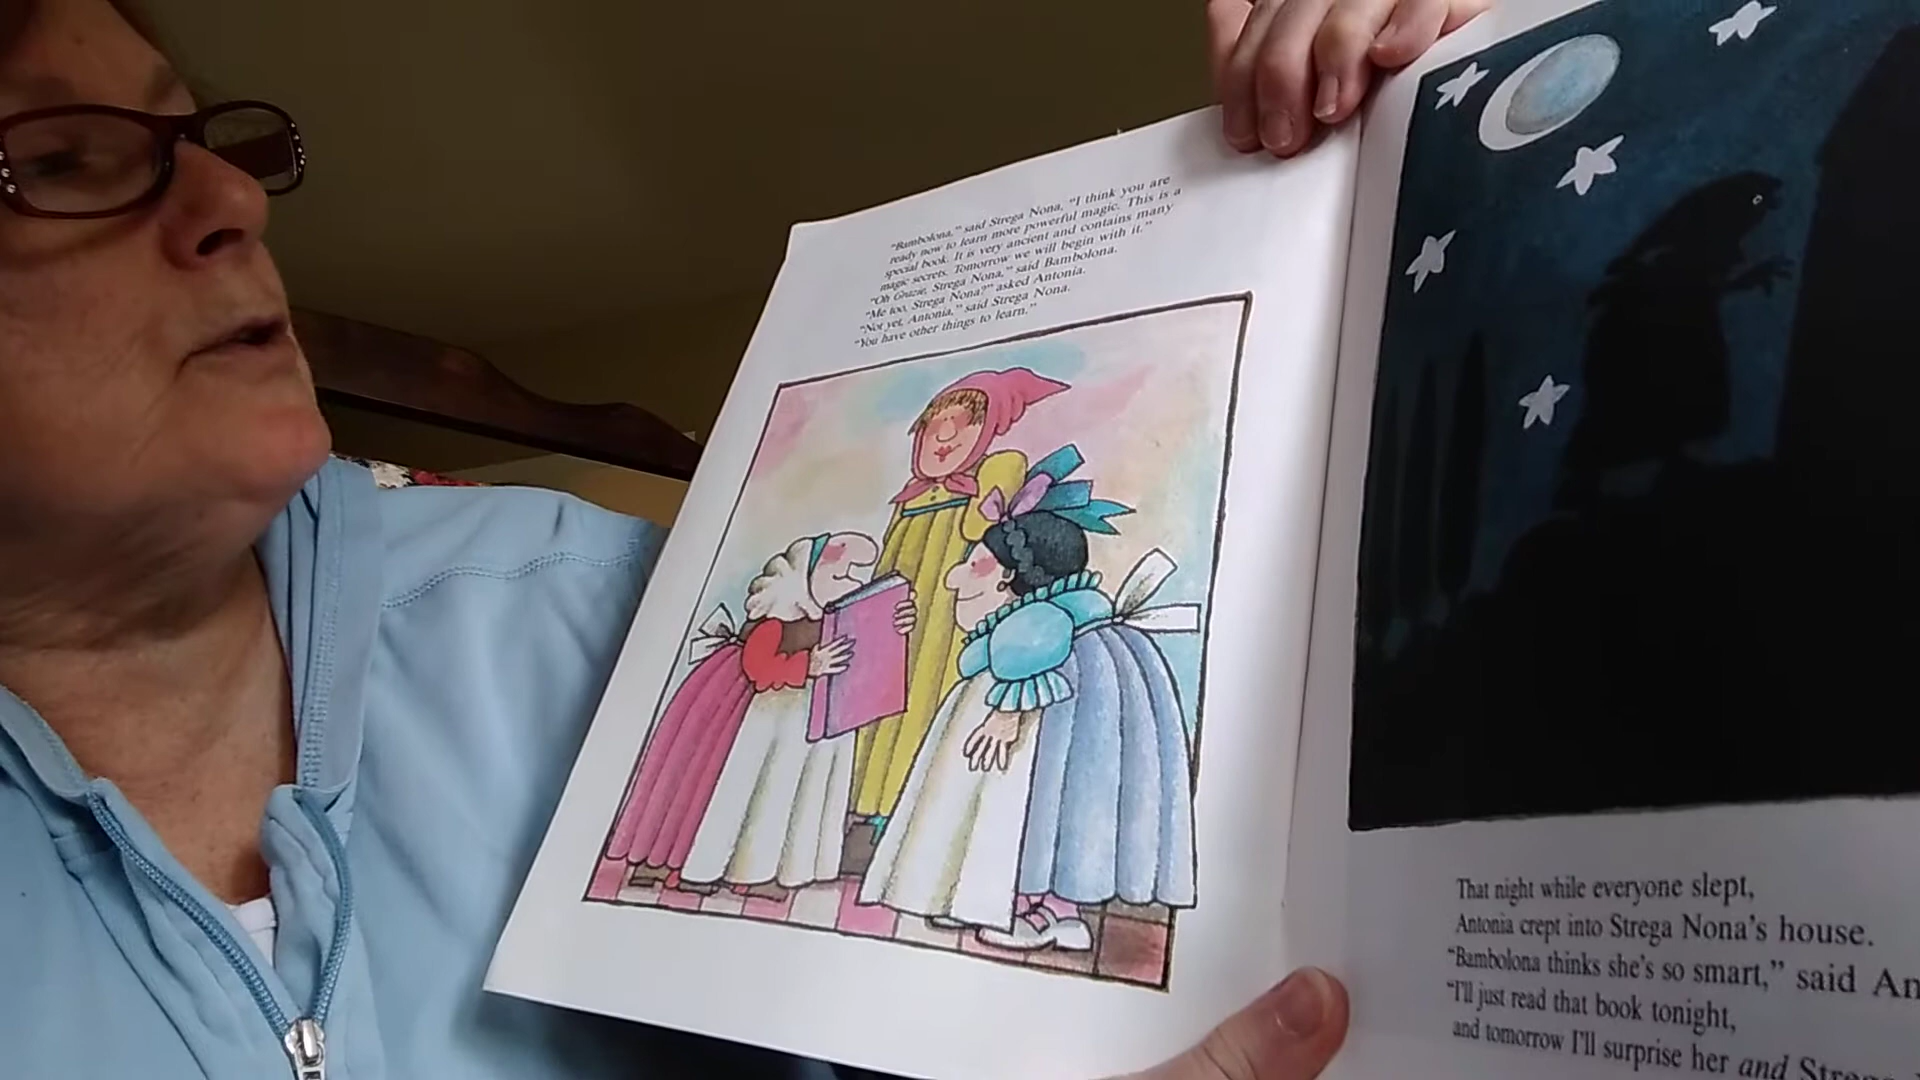 "Bambolona," said Strega Nona, "I think you are
ready now to learn more powerful magic. This is a
special book. It is very ancient and contains many
magic secrets. Tomorrow we will begin with it."
"Oh Grazie, Strega Nona," said Bambolona.
"Me too, Strega Nona?" asked Antonia.
"Not yet, Antonia," said Strega Nona.
"You have other things to learn."
That night while everyone slept,
Antonia crept into Strega Nona's house.
"Bambolona thinks she's so smart," said An
"I'll just read that book tonight,
and tomorrow I'll surprise her and Strega